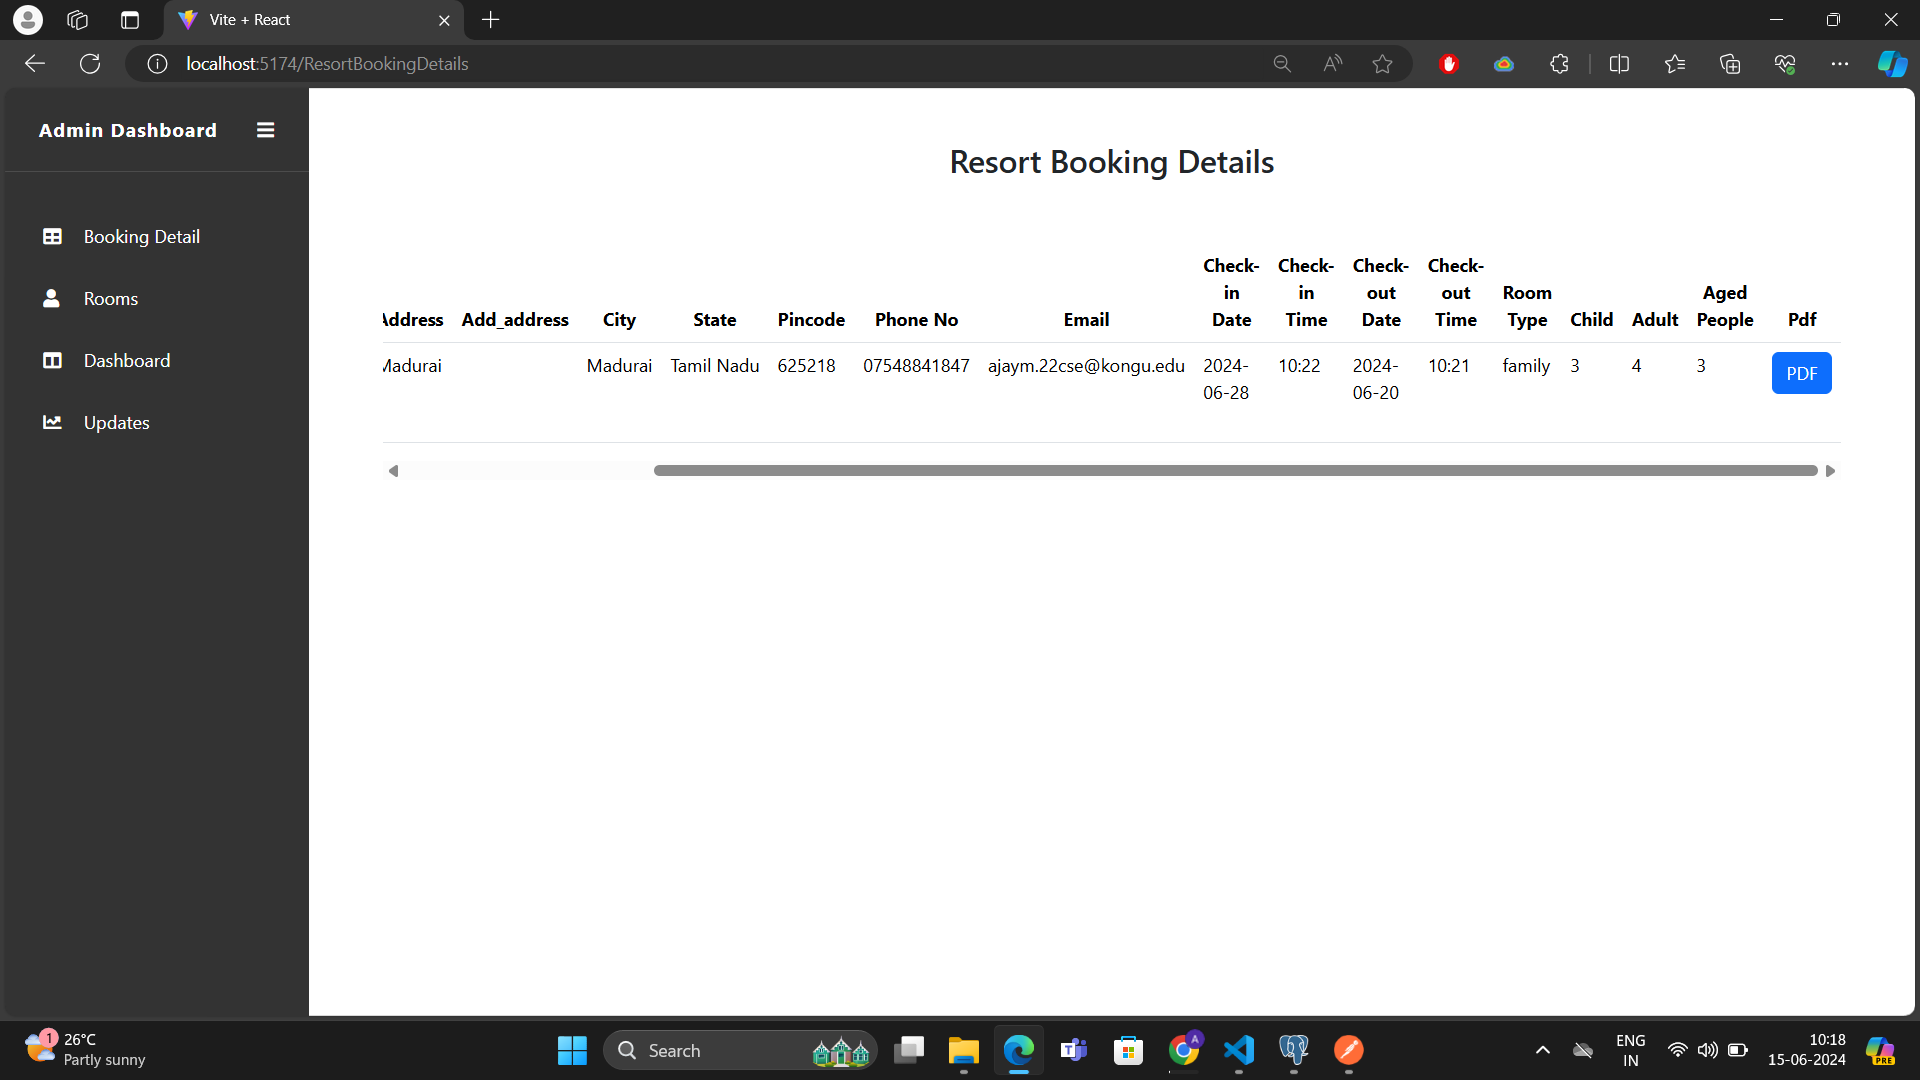 Vite + React
localhost:5174/ResortBookingDetails
Admin Dashboard
Booking Detail
Rooms
Dashboard
Updates
Resort Booking Details
Address Add_address City State Pincode Phone No Email Check-in Date Check-in Time Check-out Date Check-out Time Room Type Child Adult Aged People Pdf
Madurai Madurai Tamil Nadu 625218 07548841847 ajaym.22cse@kongu.edu 2024-06-28 10:22 2024-06-20 10:21 family 3 4 3 PDF
1
26°C
Partly sunny
Search
A
ENG
IN
10:18
15-06-2024
PRE